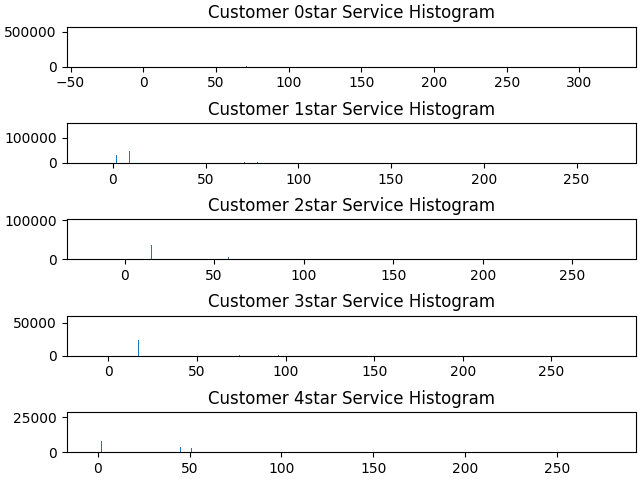 Customer 0star Service Histogram
500000
0
−50 0 50 100 150 200 250 300
Customer 1star Service Histogram
100000
0
0 50 100 150 200 250
Customer 2star Service Histogram
100000
0
0 50 100 150 200 250
Customer 3star Service Histogram
50000
0
0 50 100 150 200 250
Customer 4star Service Histogram
25000
0
0 50 100 150 200 250